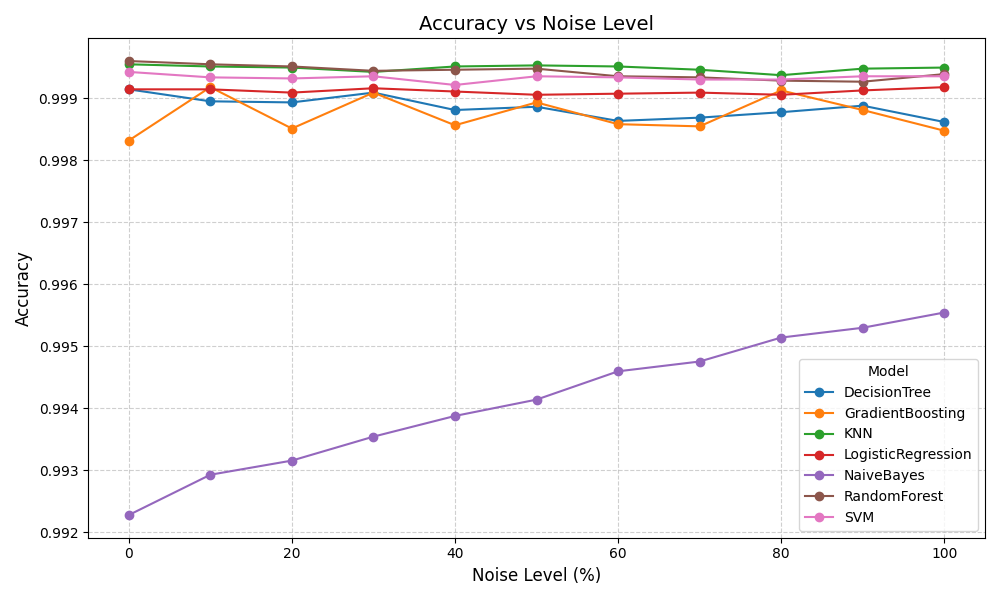 Accuracy vs Noise Level
Accuracy
0.999
0.998
0.997
0.996
0.995
0.994
0.993
0.992
0
20
40
60
80
100
Noise Level (%)
Model
DecisionTree
GradientBoosting
KNN
LogisticRegression
NaiveBayes
RandomForest
SVM